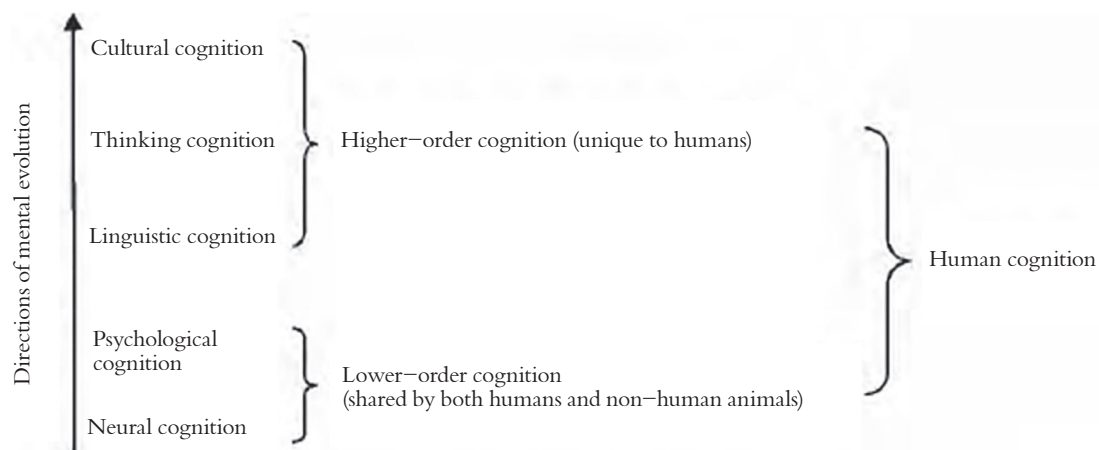 Directions of mental evolution
Cultural cognition
Thinking cognition
Higher−order cognition (unique to humans)
Linguistic cognition
Human cognition
Psychological
cognition
Lower−order cognition
(shared by both humans and non−human animals)
Neural cognition